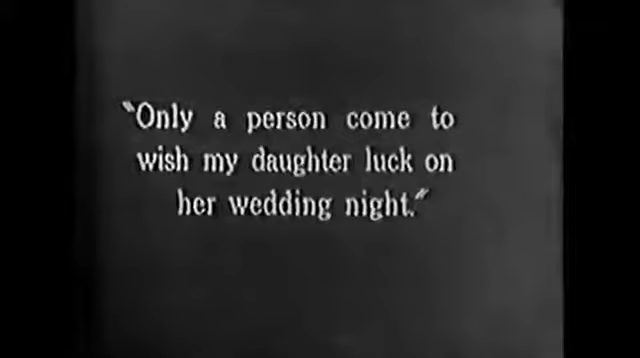 "Only a person come to
wish my daughter luck on
her wedding night."